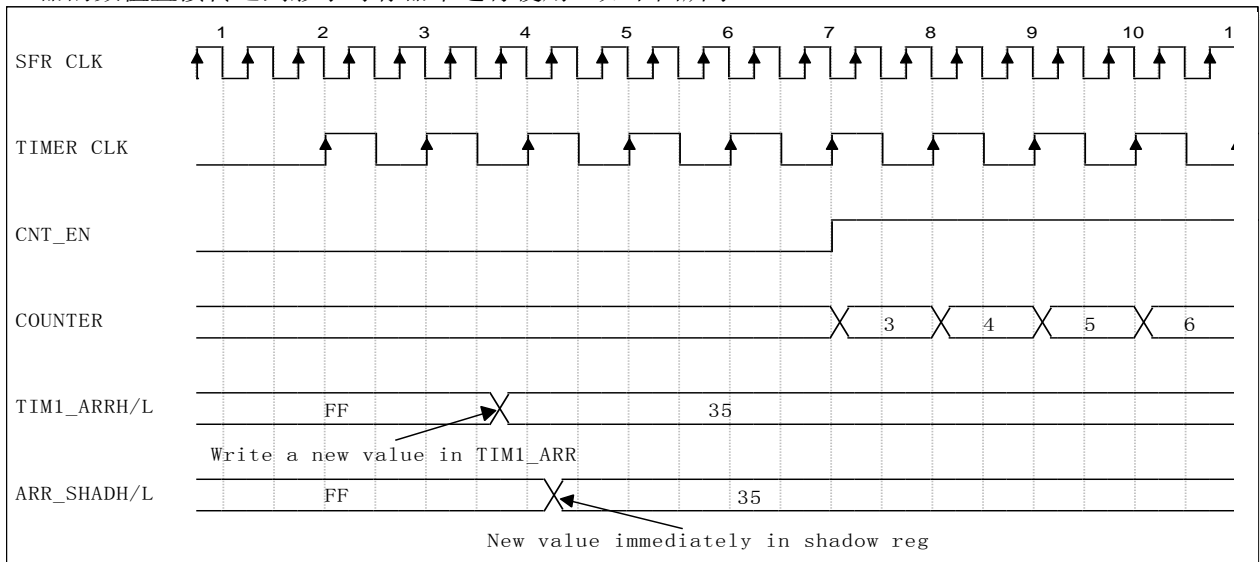 1 2 3 4 5 6 7 8 9 10 1
SFR CLK
TIMER CLK
CNT_EN
COUNTER 3 4 5 6
TIM1_ARRH/L FF 35
Write a new value in TIM1_ARR
ARR_SHADH/L FF 35
New value immediately in shadow reg